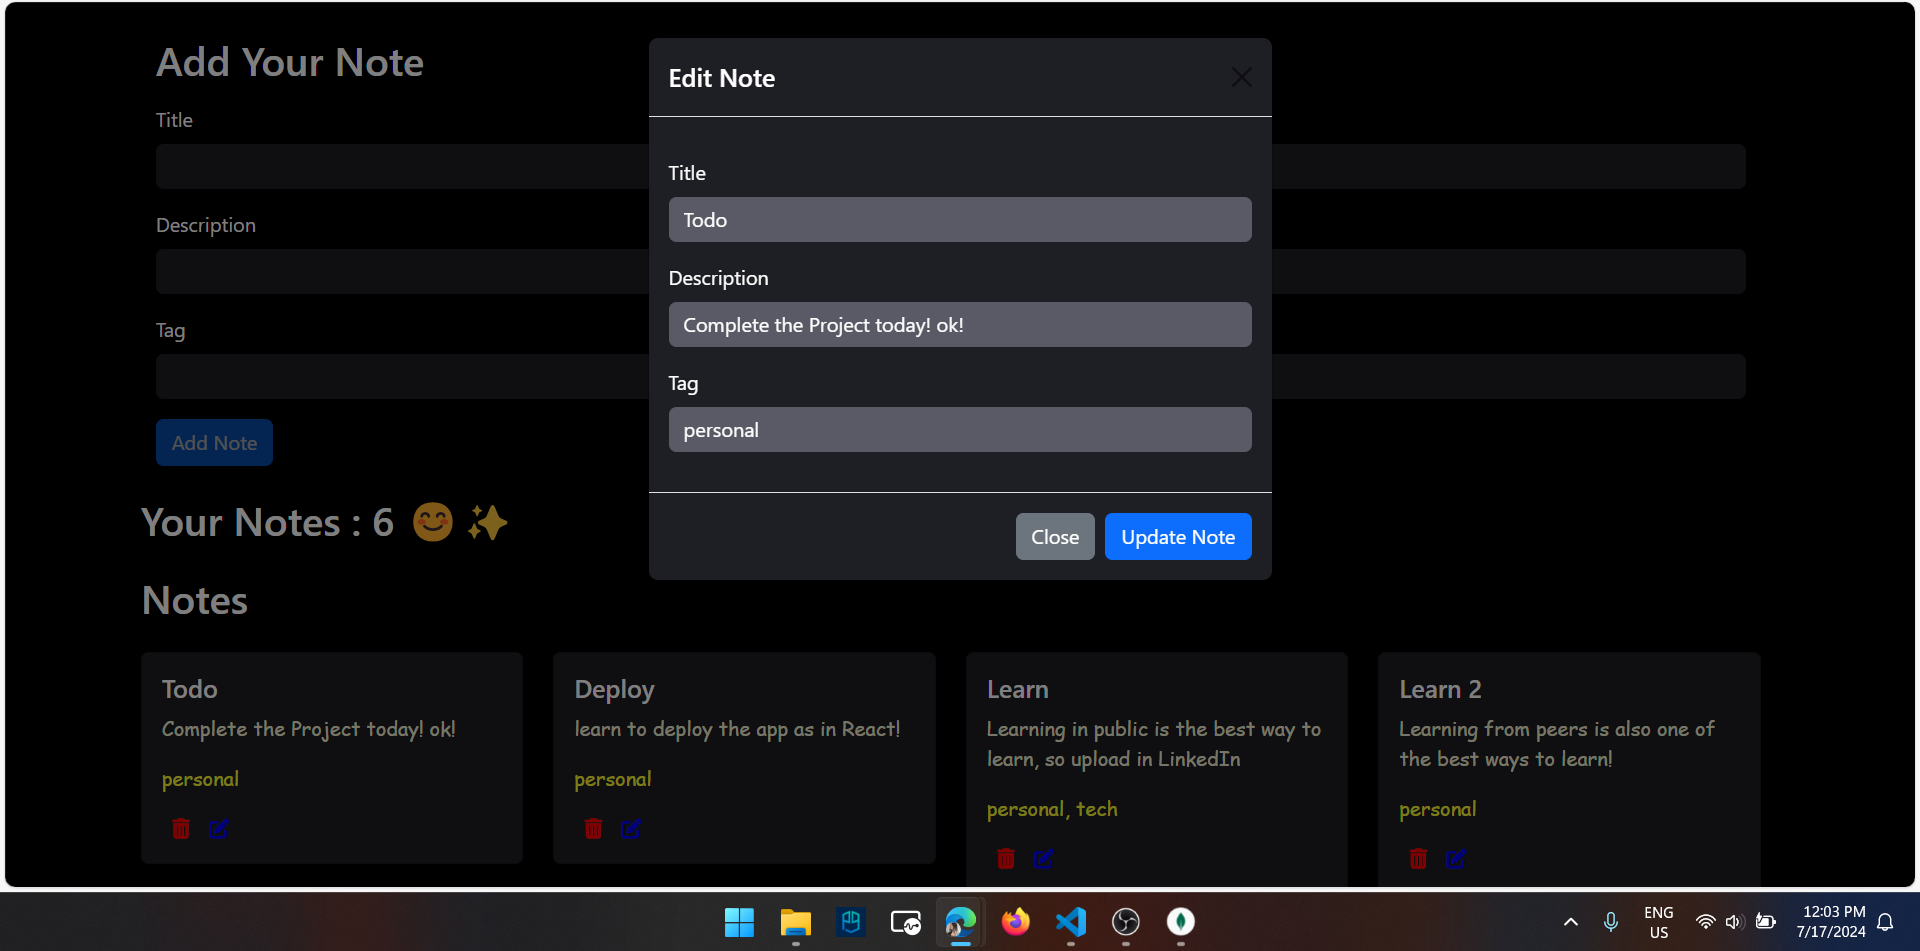 Add Your Note
Title
Description
Tag
Add Note
Edit Note
Title
Todo
Description
Complete the Project today! ok!
Tag
personal
Close
Update Note
Your Notes : 6 😊 ✨
Notes
Todo
Complete the Project today! ok!
personal
Deploy
learn to deploy the app as in React!
personal
Learn
Learning in public is the best way to
learn, so upload in LinkedIn
personal, tech
Learn 2
Learning from peers is also one of
the best ways to learn!
personal
ENG
US
12:03 PM
7/17/2024